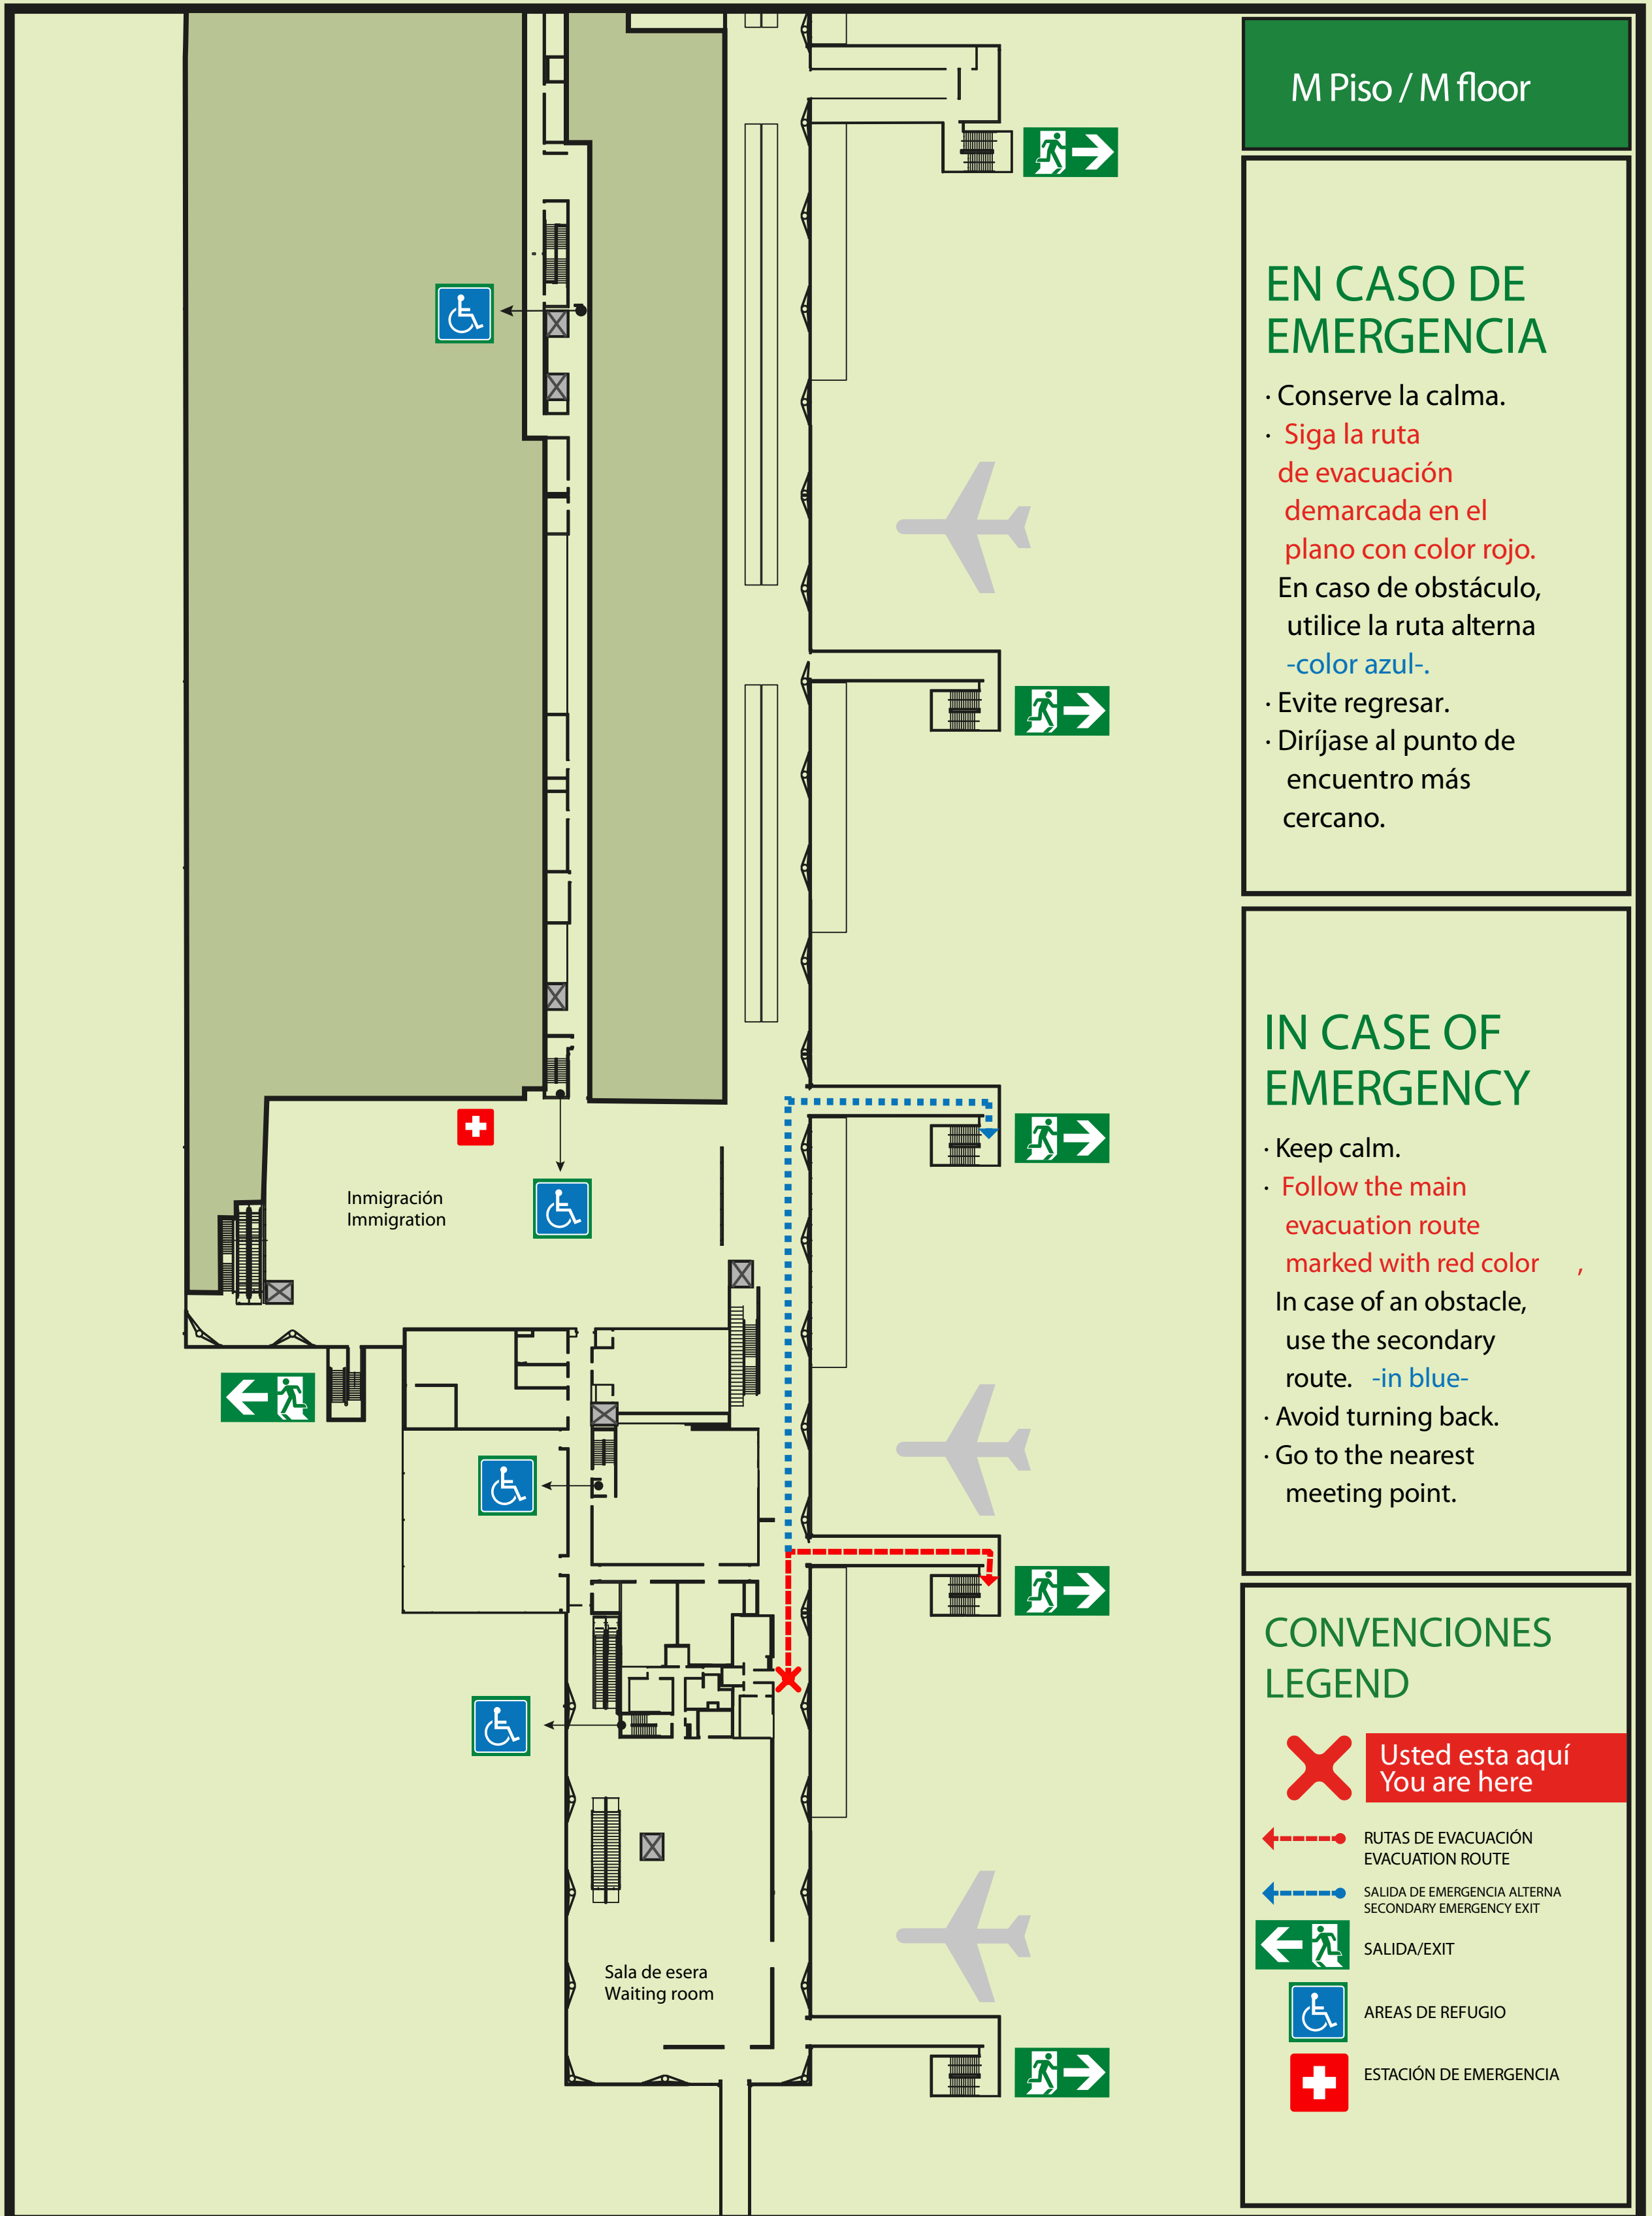 M Piso / M floor
EN CASO DE
EMERGENCIA
· Conserve la calma.
· Siga la ruta
de evacuación
demarcada en el
plano con color rojo.
En caso de obstáculo,
utilice la ruta alterna
-color azul-.
· Evite regresar.
· Diríjase al punto de
encuentro más
cercano.
IN CASE OF
EMERGENCY
· Keep calm.
· Follow the main
evacuation route
marked with red color ,
In case of an obstacle,
use the secondary
route. -in blue-
· Avoid turning back.
· Go to the nearest
meeting point.
Inmigración
Immigration
Sala de esera
Waiting room
CONVENCIONES
LEGEND
Usted esta aquí
You are here
RUTAS DE EVACUACIÓN
EVACUATION ROUTE
SALIDA DE EMERGENCIA ALTERNA
SECONDARY EMERGENCY EXIT
SALIDA/EXIT
AREAS DE REFUGIO
ESTACIÓN DE EMERGENCIA